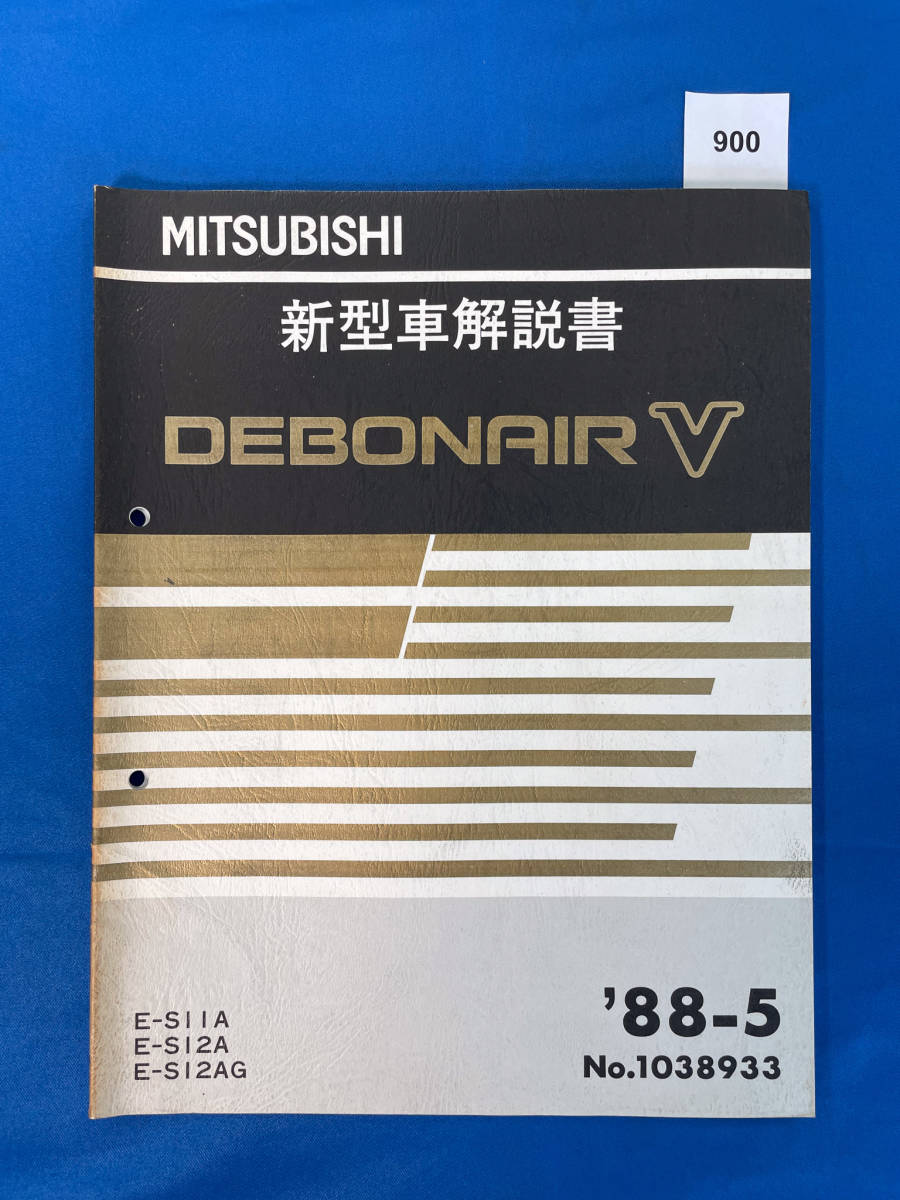 900
MITSUBISHI
新型車解説書
DEBONAIR V
E-S11A
E-S12A
E-S12AG
'88-5
No.1038933